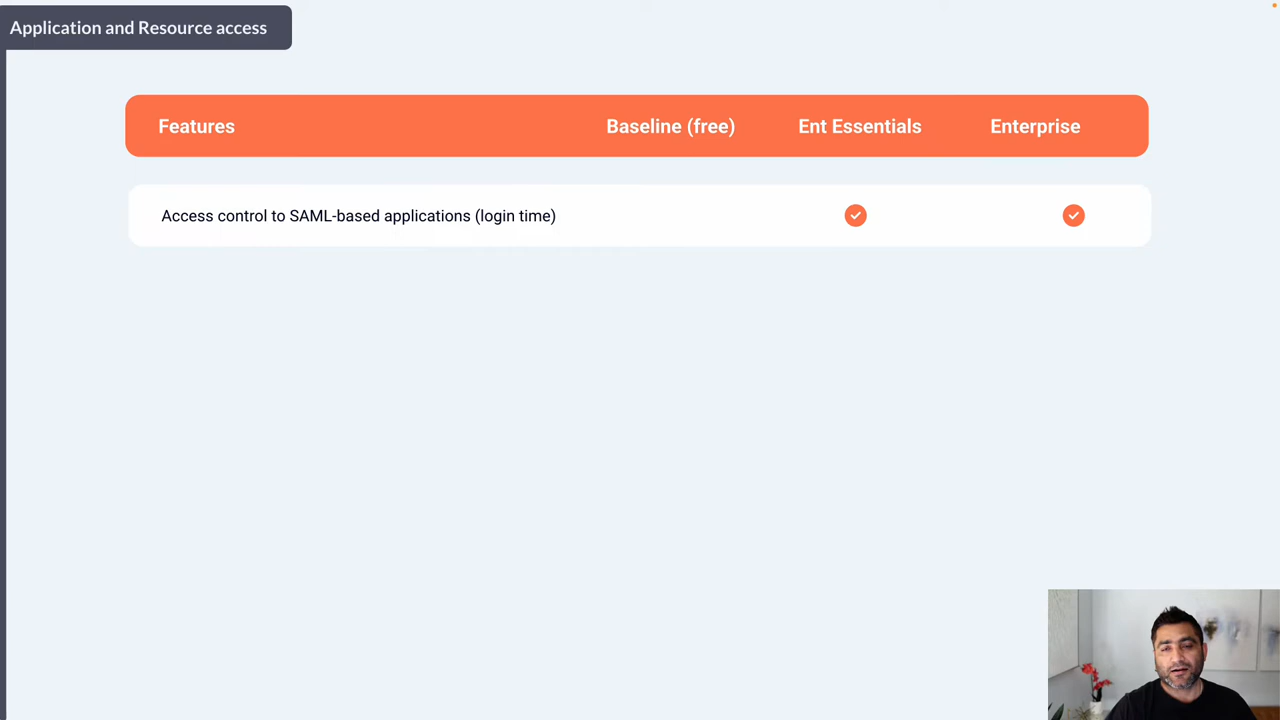 Application and Resource access
Features Baseline (free) Ent Essentials Enterprise
Access control to SAML-based applications (login time)